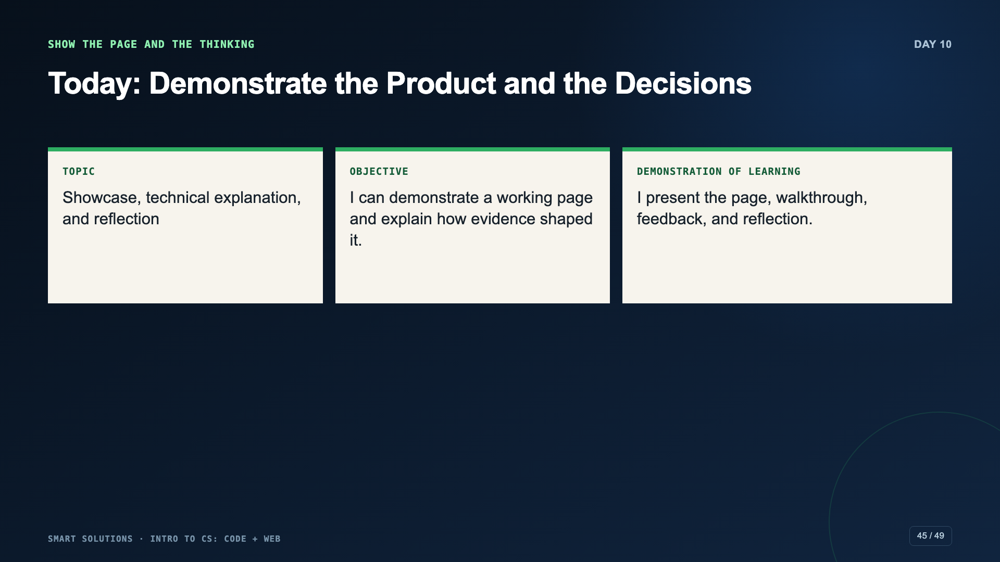 SHOW THE PAGE AND THE THINKING
DAY 10
Today: Demonstrate the Product and the Decisions
TOPIC
Showcase, technical explanation,
and reflection
OBJECTIVE
I can demonstrate a working page
and explain how evidence shaped
it.
DEMONSTRATION OF LEARNING
I present the page, walkthrough,
feedback, and reflection.
SMART SOLUTIONS · INTRO TO CS: CODE + WEB
45 / 49